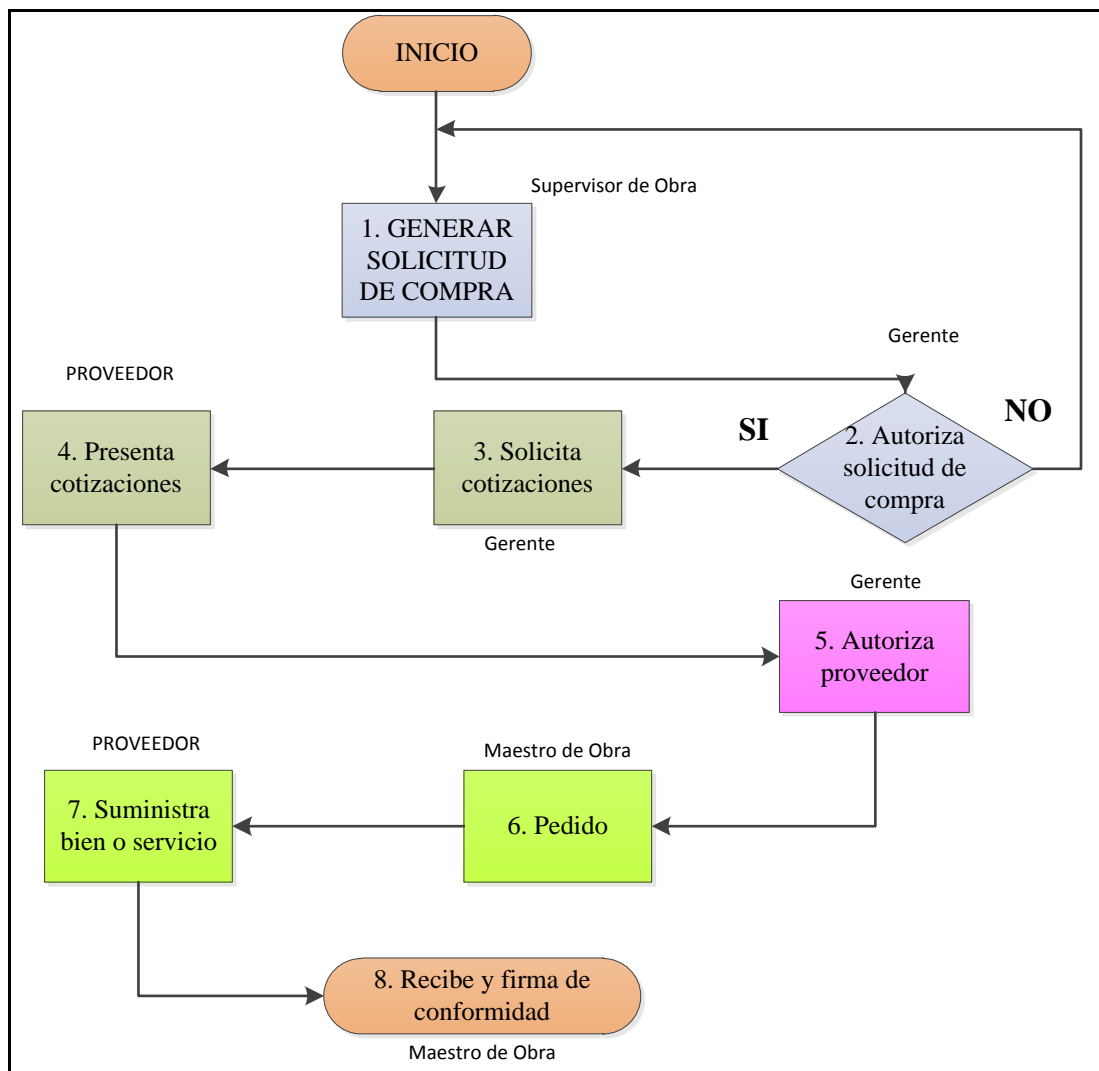 INICIO
Supervisor de Obra
1. GENERAR
SOLICITUD
DE COMPRA
Gerente
2. Autoriza
solicitud de
compra
SI
NO
3. Solicita
cotizaciones
Gerente
PROVEEDOR
4. Presenta
cotizaciones
Gerente
5. Autoriza
proveedor
Maestro de Obra
6. Pedido
PROVEEDOR
7. Suministra
bien o servicio
8. Recibe y firma de
conformidad
Maestro de Obra